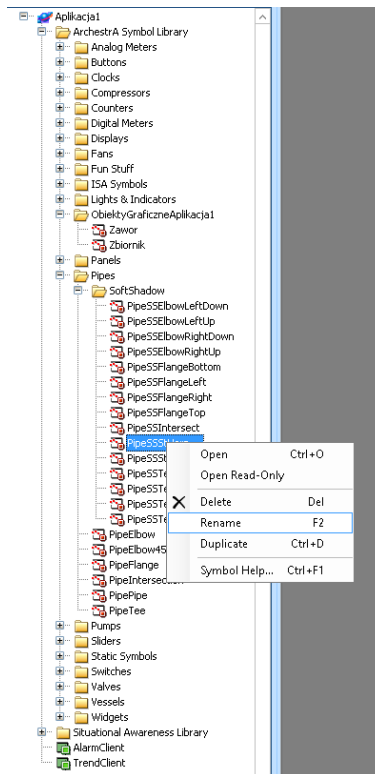 Aplikacja1
ArchestrA Symbol Library
Analog Meters
Buttons
Clocks
Compressors
Counters
Digital Meters
Displays
Fans
Fun Stuff
ISA Symbols
Lights & Indicators
ObiektyGraficzneAplikacja1
Zawor
Zbiornik
Panels
Pipes
SoftShadow
PipeSSElbowLeftDown
PipeSSElbowLeftUp
PipeSSElbowRightDown
PipeSSElbowRightUp
PipeSSFlangeBottom
PipeSSFlangeLeft
PipeSSFlangeRight
PipeSSFlangeTop
PipeSSIntersect
Open Ctrl+O
Open Read-Only
Delete Del
Rename F2
Duplicate Ctrl+D
Symbol Help... Ctrl+F1
PipeElbow
PipeElbow45
PipeFlange
PipeIntersection
PipePipe
PipeTee
Pumps
Sliders
Static Symbols
Switches
Valves
Vessels
Widgets
Situational Awareness Library
AlarmClient
TrendClient